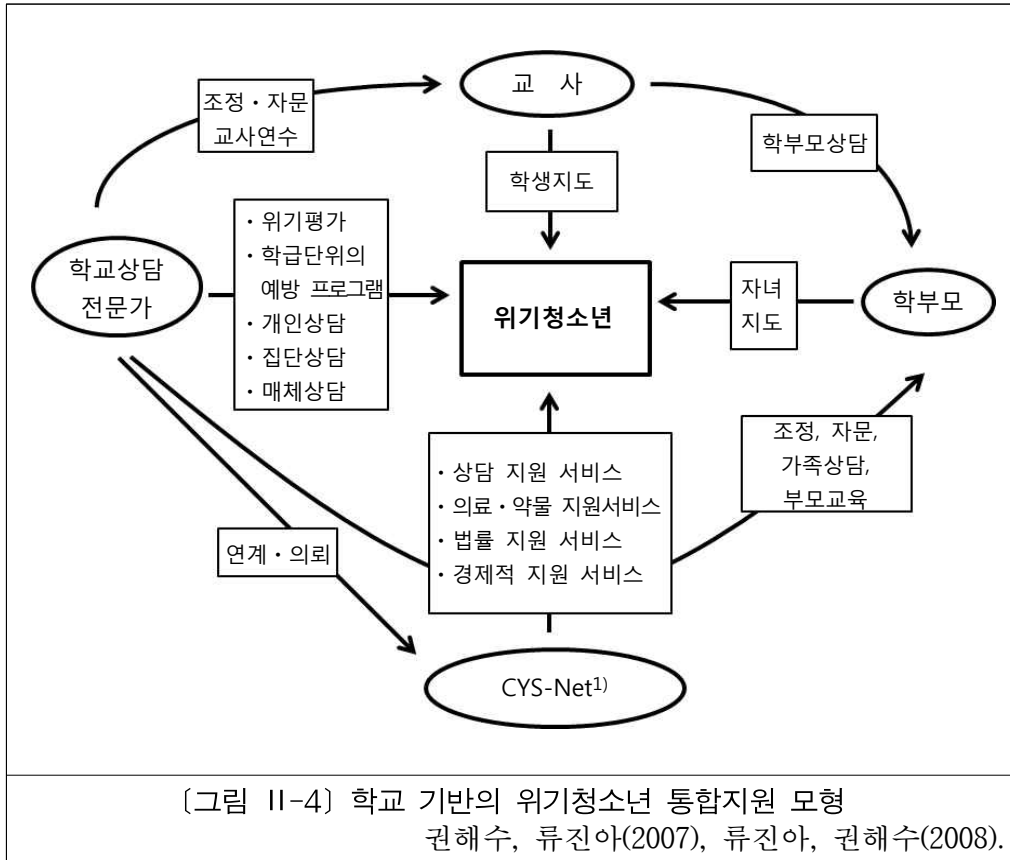 교 사
조정・자문
교사연수
학부모상담
학생지도
학교상담
전문가
・위기평가
・학급단위의
예방 프로그램
・개인상담
・집단상담
・매체상담
위기청소년
자녀
지도
학부모
・상담 지원 서비스
・의료・약물 지원서비스
・법률 지원 서비스
・경제적 지원 서비스
조정, 자문,
가족상담,
부모교육
연계・의뢰
CYS-Net1)
〔그림 Ⅱ-4〕 학교 기반의 위기청소년 통합지원 모형
권해수, 류진아(2007), 류진아, 권해수(2008).